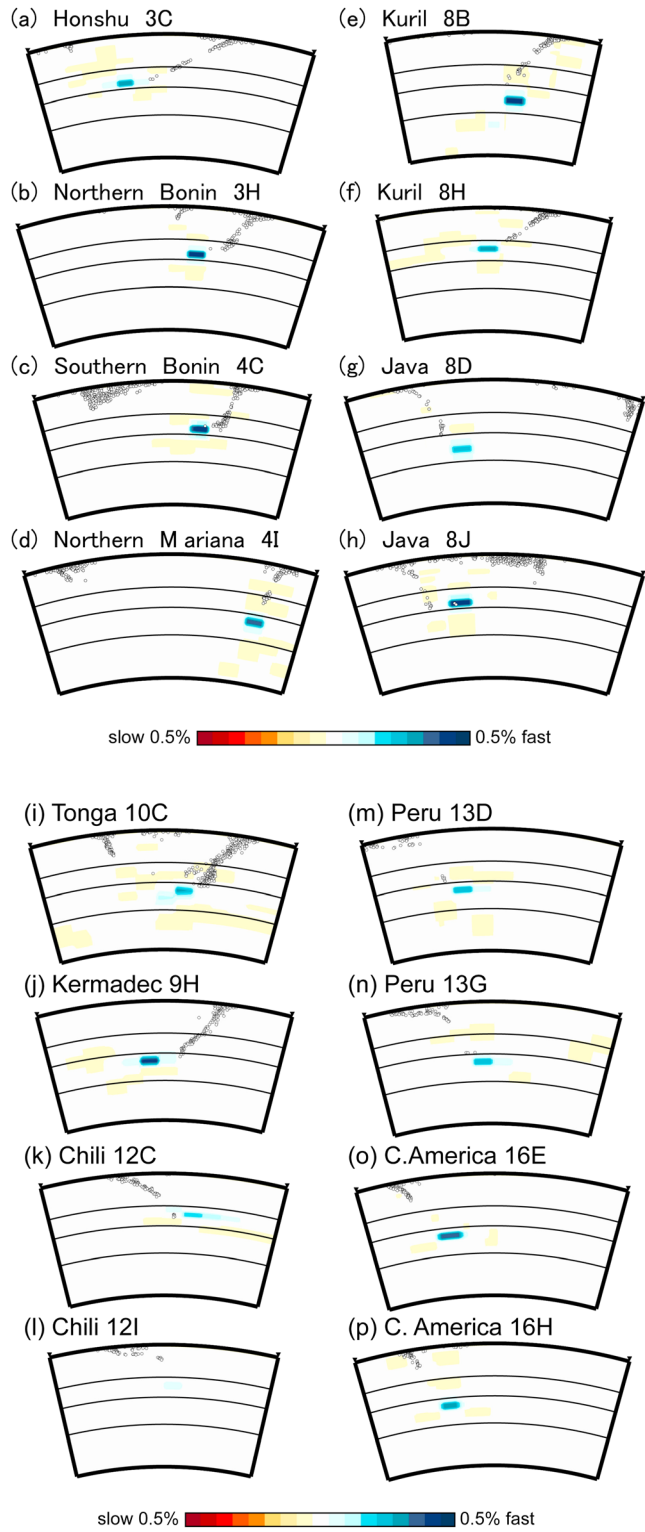 (a) Honshu 3C
(e) Kuril 8B
(b) Northern Bonin 3H
(f) Kuril 8H
(c) Southern Bonin 4C
(g) Java 8D
(d) Northern M ariana 4I
(h) Java 8J
slow 0.5% 0.5% fast
(i) Tonga 10C
(m) Peru 13D
(j) Kermadec 9H
(n) Peru 13G
(k) Chili 12C
(o) C.America 16E
(l) Chili 12I
(p) C. America 16H
slow 0.5% 0.5% fast